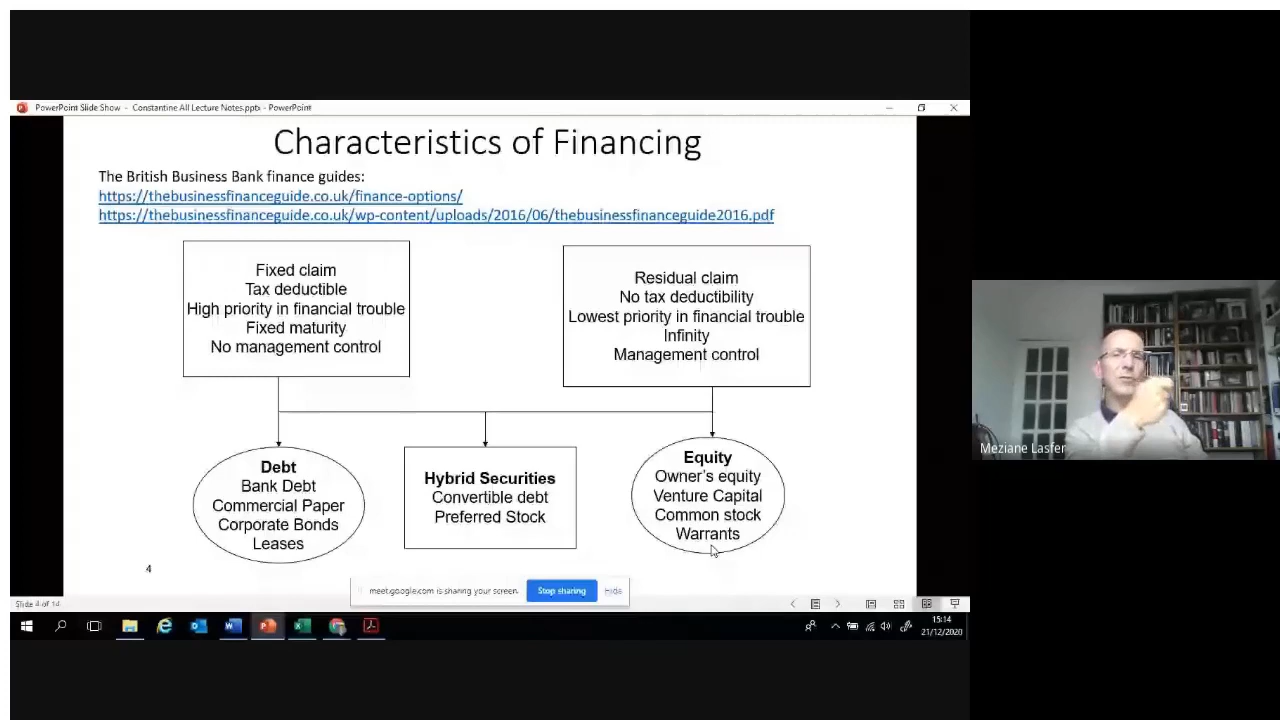 PowerPoint Slide Show - Constantine All Lecture Notes.pptx - PowerPoint
Characteristics of Financing
The British Business Bank finance guides:
https://thebusinessfinanceguide.co.uk/finance-options/
https://thebusinessfinanceguide.co.uk/wp-content/uploads/2016/06/thebusinessfinanceguide2016.pdf
Fixed claim
Tax deductible
High priority in financial trouble
Fixed maturity
No management control
Residual claim
No tax deductibility
Lowest priority in financial trouble
Infinity
Management control
Debt
Bank Debt
Commercial Paper
Corporate Bonds
Leases
Hybrid Securities
Convertible debt
Preferred Stock
Equity
Owner's equity
Venture Capital
Common stock
Warrants
4
meet.google.com is sharing your screen.
Stop sharing
Hide
Slide 4 of 14
15:14
21/12/2020
Meziane Lasfer